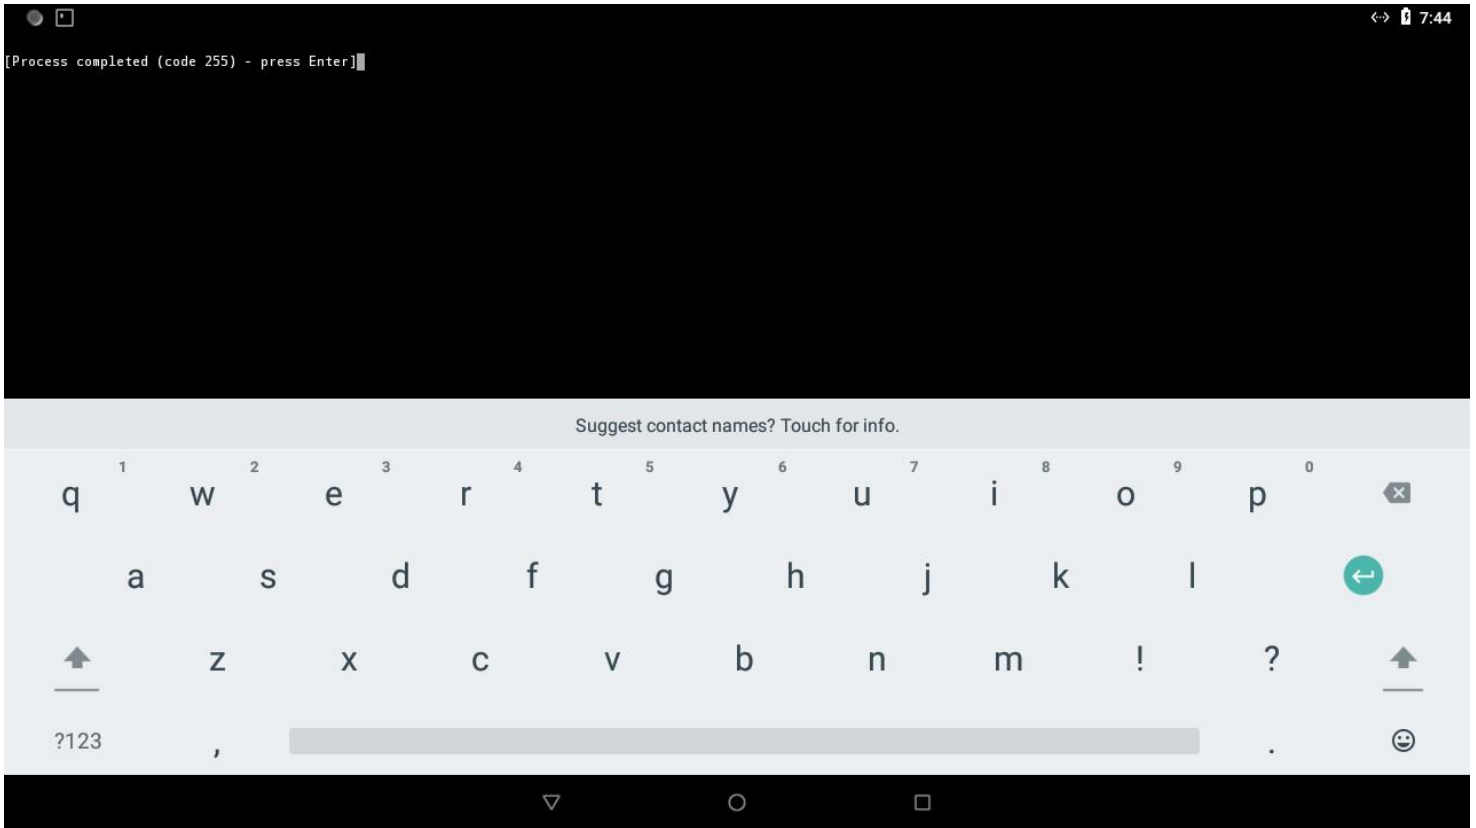 7:44
[Process completed (code 255) - press Enter]
Suggest contact names? Touch for info.
1 2 3 4 5 6 7 8 9 0
q w e r t y u i o p
a s d f g h j k l
z x c v b n m ! ?
?123 , .